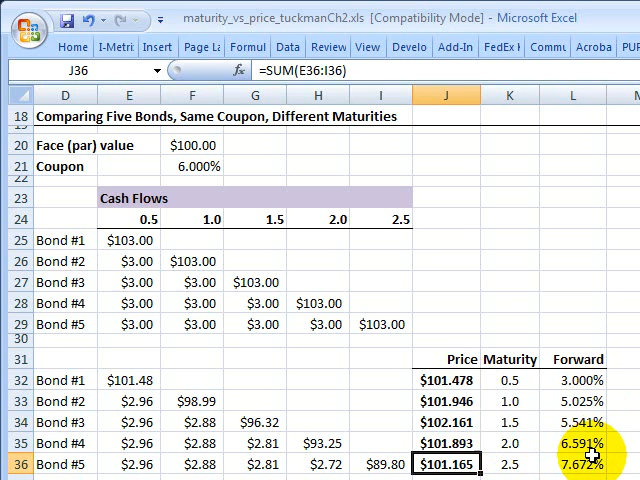 maturity_vs_price_tuckmanCh2.xls [Compatibility Mode] - Microsoft Excel
Home I-Metri Insert Page La Formul Data Review View Develo Add-In FedEx Commu Acroba PUP
J36 fx =SUM(E36:I36)
D E F G H I J K L M
18 Comparing Five Bonds, Same Coupon, Different Maturities
19
20 Face (par) value $100.00
21 Coupon 6.000%
22
23 Cash Flows
24 0.5 1.0 1.5 2.0 2.5
25 Bond #1 $103.00
26 Bond #2 $3.00 $103.00
27 Bond #3 $3.00 $3.00 $103.00
28 Bond #4 $3.00 $3.00 $3.00 $103.00
29 Bond #5 $3.00 $3.00 $3.00 $3.00 $103.00
30
31 Price Maturity Forward
32 Bond #1 $101.48 $101.478 0.5 3.000%
33 Bond #2 $2.96 $98.99 $101.946 1.0 5.025%
34 Bond #3 $2.96 $2.88 $96.32 $102.161 1.5 5.541%
35 Bond #4 $2.96 $2.88 $2.81 $93.25 $101.893 2.0 6.591%
36 Bond #5 $2.96 $2.88 $2.81 $2.72 $89.80 $101.165 2.5 7.672%